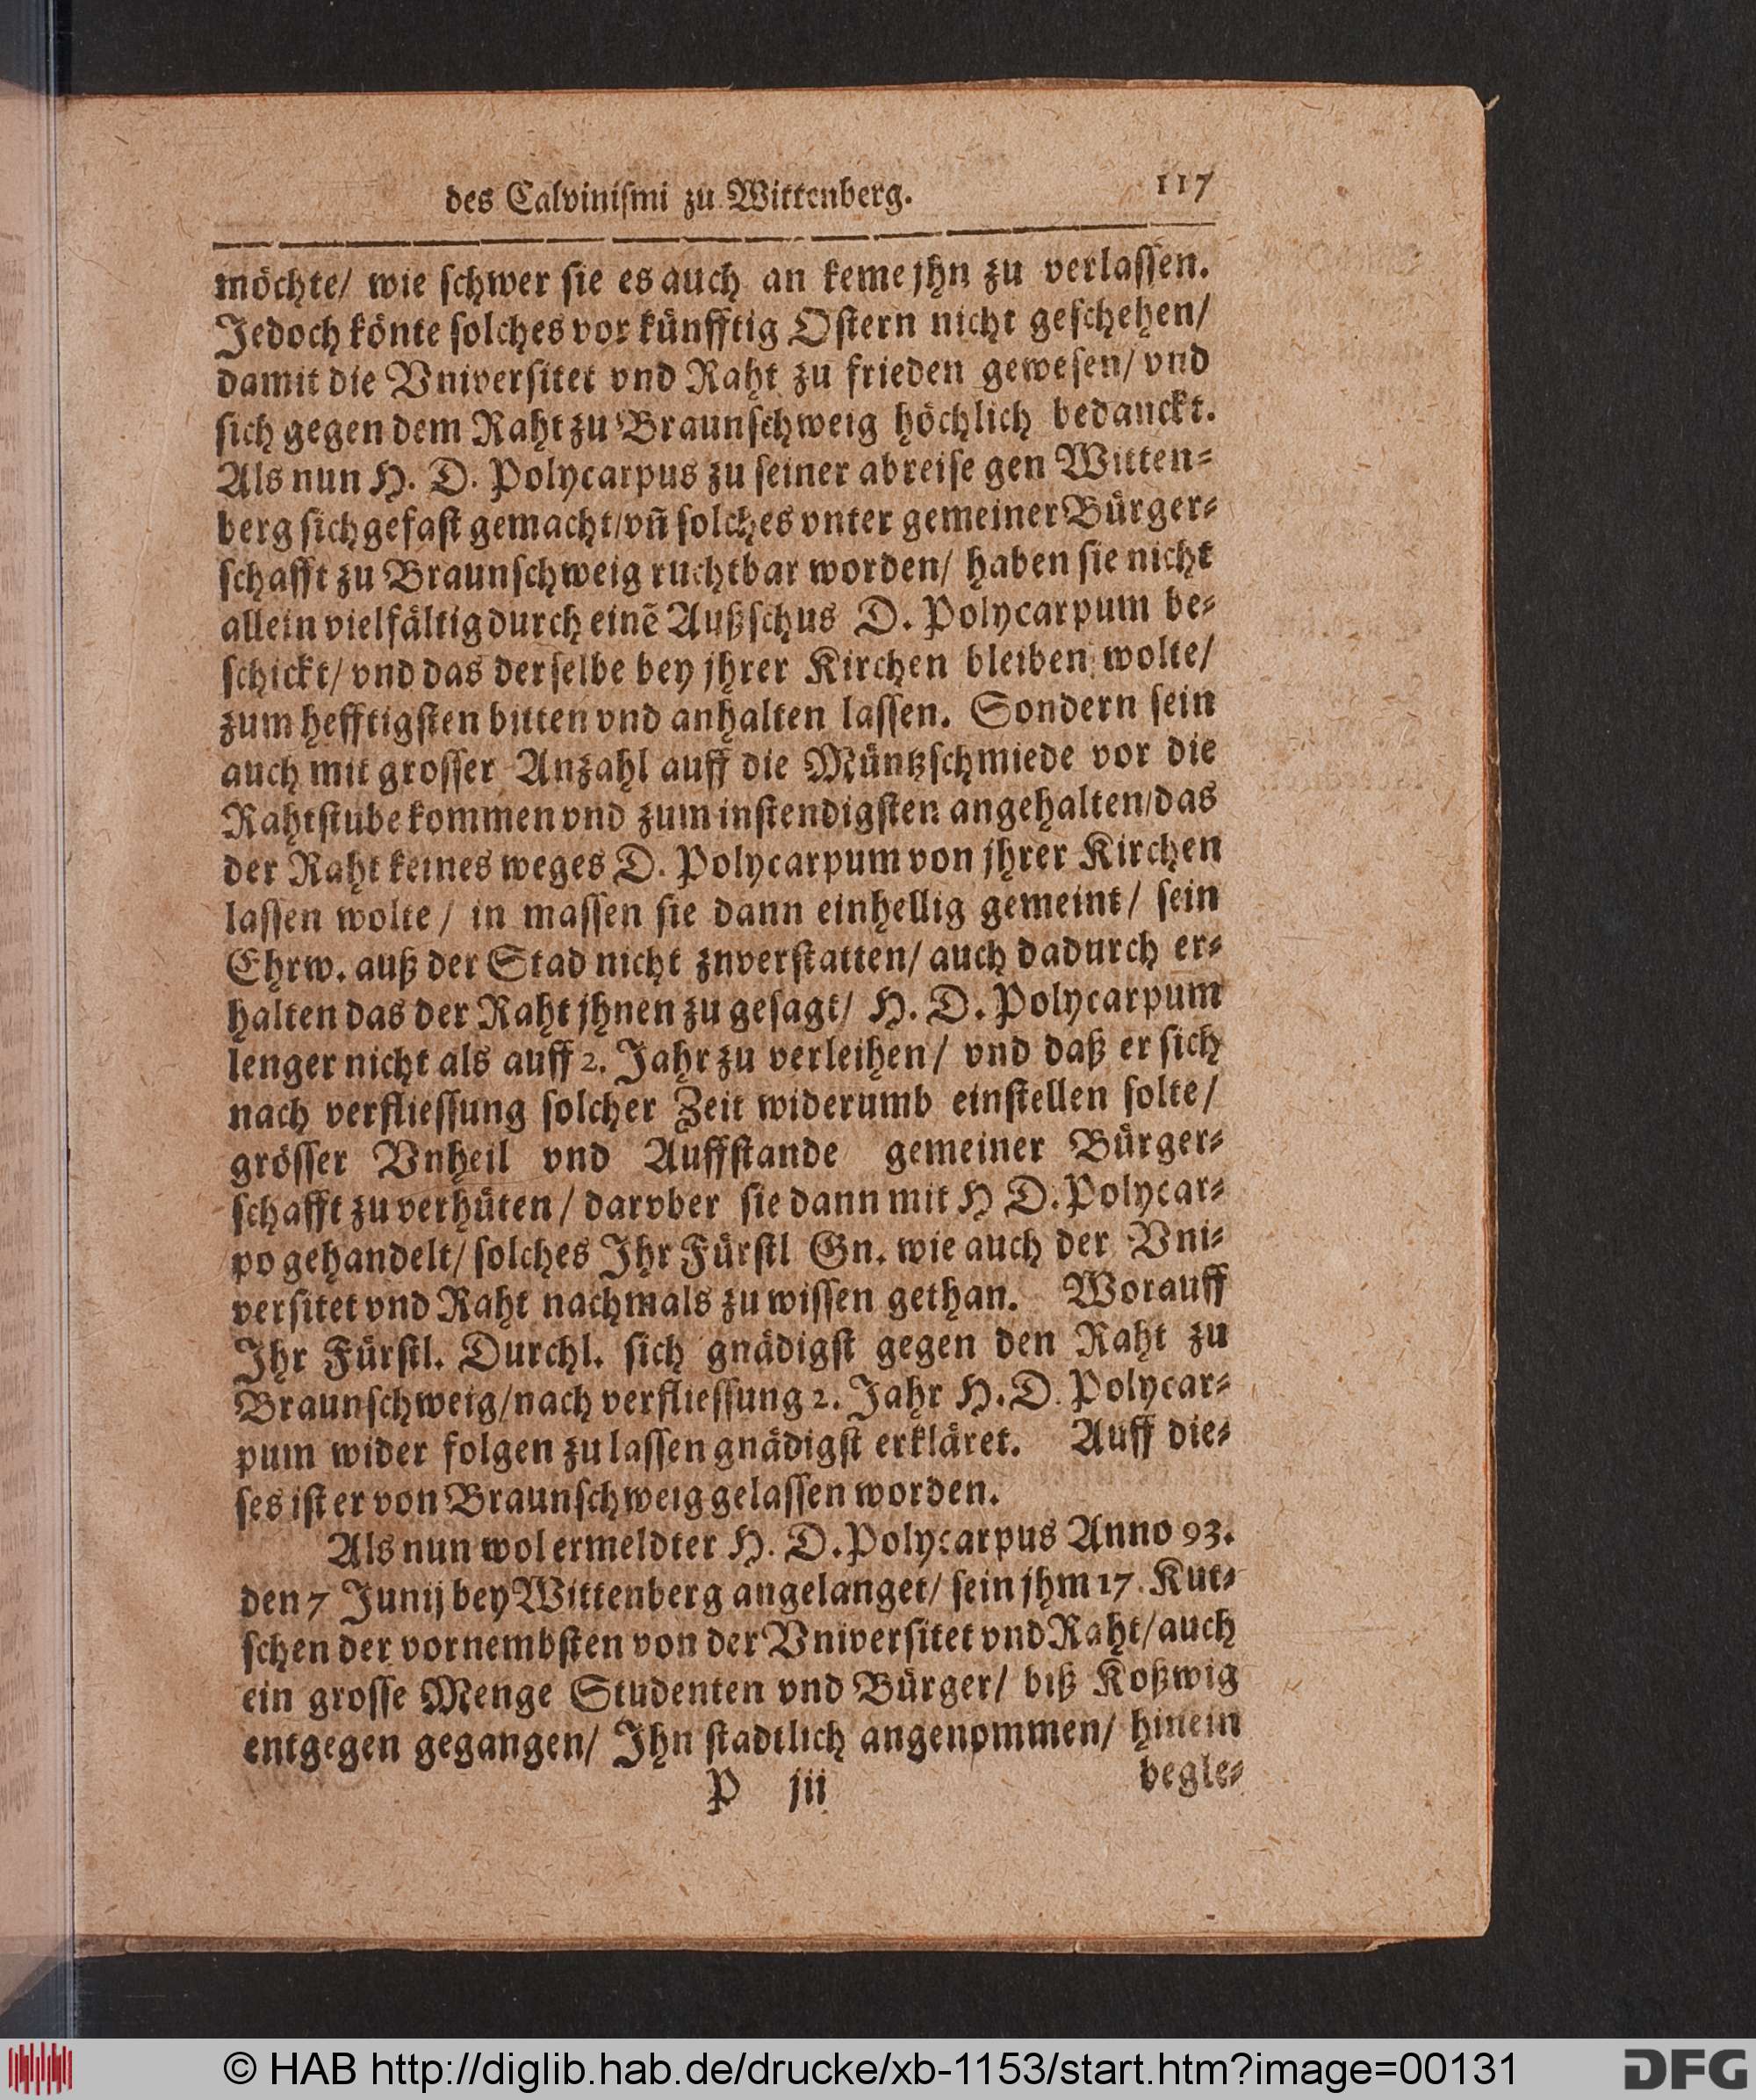 des Calviniſmi zu Wittenberg. 117
möchte/ wie ſchwer ſie es auch an keme jhn zu verlaſſen.
Jedoch könte ſolches vor künfftig Oſtern nicht geſchehen/
damit die Vniverſitet vnd Raht zu frieden geweſen/ vnd
ſich gegen dem Raht zu Braunſchweig höchlich bedanckt.
Als nun H. D. Polycarpus zu ſeiner abreiſe gen Witten⸗
berg ſich gefaſt gemacht/ vn̄ ſolches vnter gemeiner Bürger⸗
ſchafft zu Braunſchweig ruchtbar worden/ haben ſie nicht
allein vielfältig durch einē Außſchus D. Polycarpum be⸗
ſchickt/ vnd das derſelbe bey jhrer Kirchen bleiben wolte/
zum hefftigſten bitten vnd anhalten laſſen. Sondern ſein
auch mit groſſer Anzahl auff die Müntzſchmiede vor die
Rahtſtube kommen vnd zum inſtendigſten angehalten/ das
der Raht keines weges D. Polycarpum von jhrer Kirchen
laſſen wolte/ in maſſen ſie dann einhellig gemeint/ ſein
Ehrw. auß der Stad nicht znverſtatten/ auch dadurch er⸗
halten das der Raht jhnen zu geſagt/ H. D. Polycarpum
lenger nicht als auff 2. Jahr zu verleihen/ vnd daß er ſich
nach verflieſſung ſolcher Zeit widerumb einſtellen ſolte/
gröſſer Vnheil vnd Auffſtande gemeiner Bürger⸗
ſchafft zu verhüten/ darvber ſie dann mit H D. Polycar⸗
po gehandelt/ ſolches Ihr Fürſtl Gn. wie auch der Vni⸗
verſitet vnd Raht nachmals zu wiſſen gethan. Worauff
Ihr Fürſtl. Durchl. ſich gnädigſt gegen den Raht zu
Braunſchweig/ nach verflieſſung 2. Jahr H. D. Polycar⸗
pum wider folgen zu laſſen gnädigſt erkläret. Auff die⸗
ſes iſt er von Braunſchweig gelaſſen worden.
Als nun wolermeldter H. D. Polycarpus Anno 93.
den 7 Junij bey Wittenberg angelanget/ ſein jhm 17. Kut⸗
ſchen der vornembſten von der Vniverſitet vnd Raht/ auch
ein groſſe Menge Studenten vnd Bürger/ biß Koßwig
entgegen gegangen/ Ihn ſtadtlich angenommen/ hinein
P jii begle⸗
© HAB http://diglib.hab.de/drucke/xb-1153/start.htm?image=00131
DFG